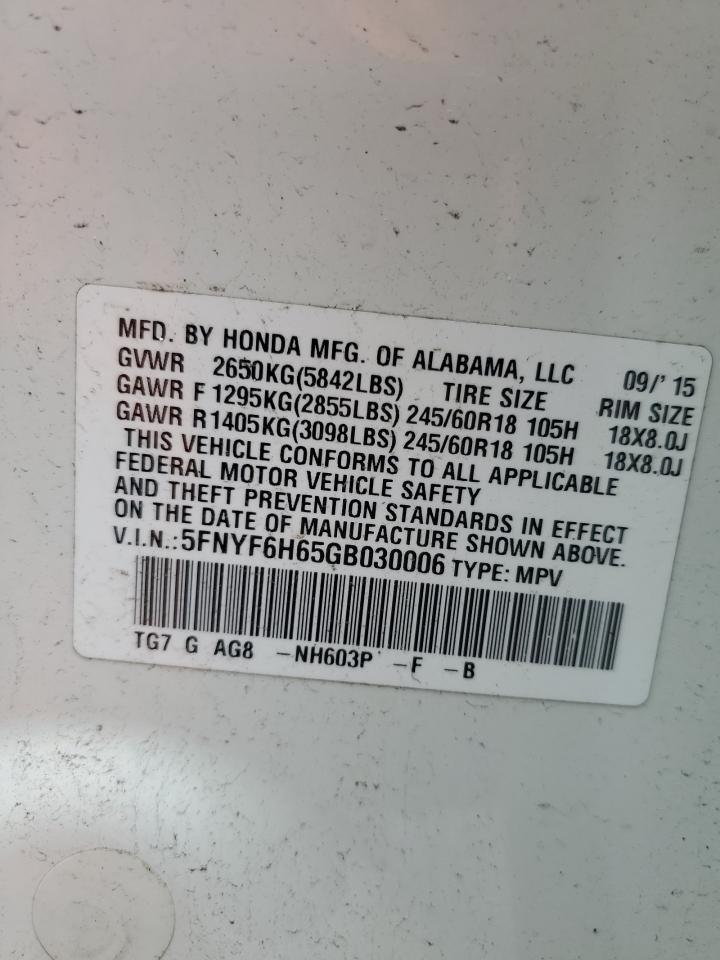 MFD. BY HONDA MFG. OF ALABAMA, LLC 09/' 15
GVWR 2650KG(5842LBS) TIRE SIZE RIM SIZE
GAWR F 1295KG(2855LBS) 245/60R18 105H 18X8.0J
GAWR R1405KG(3098LBS) 245/60R18 105H 18X8.0J
THIS VEHICLE CONFORMS TO ALL APPLICABLE
FEDERAL MOTOR VEHICLE SAFETY
AND THEFT PREVENTION STANDARDS IN EFFECT
ON THE DATE OF MANUFACTURE SHOWN ABOVE.
V.I.N.:5FNYF6H65GB030006 TYPE: MPV
TG7 G AG8 -NH603P -F -B